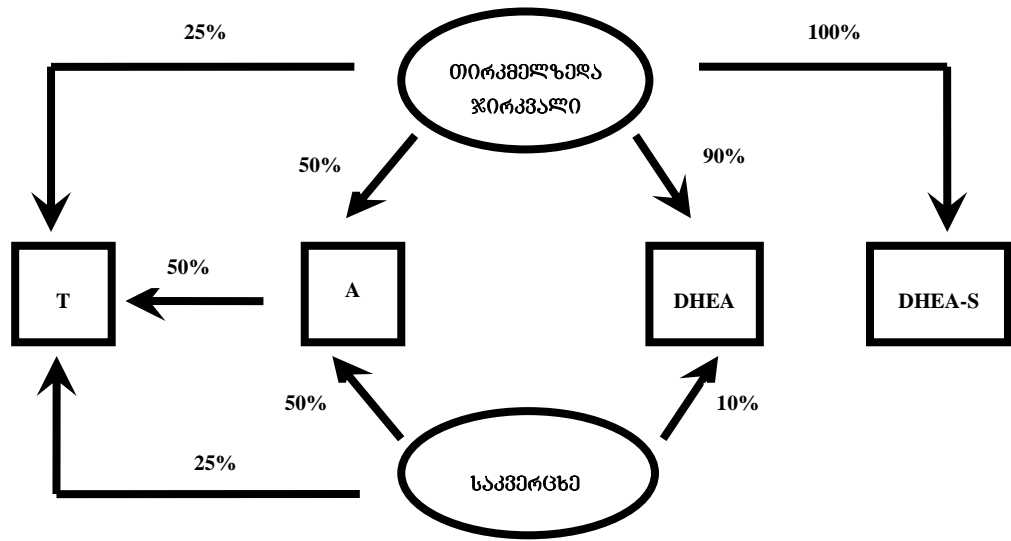 25%
100%
თირკმელზედა
ჯირკვალი
50%
90%
50%
T
A
DHEA
DHEA-S
50%
10%
25%
საკვერცხე